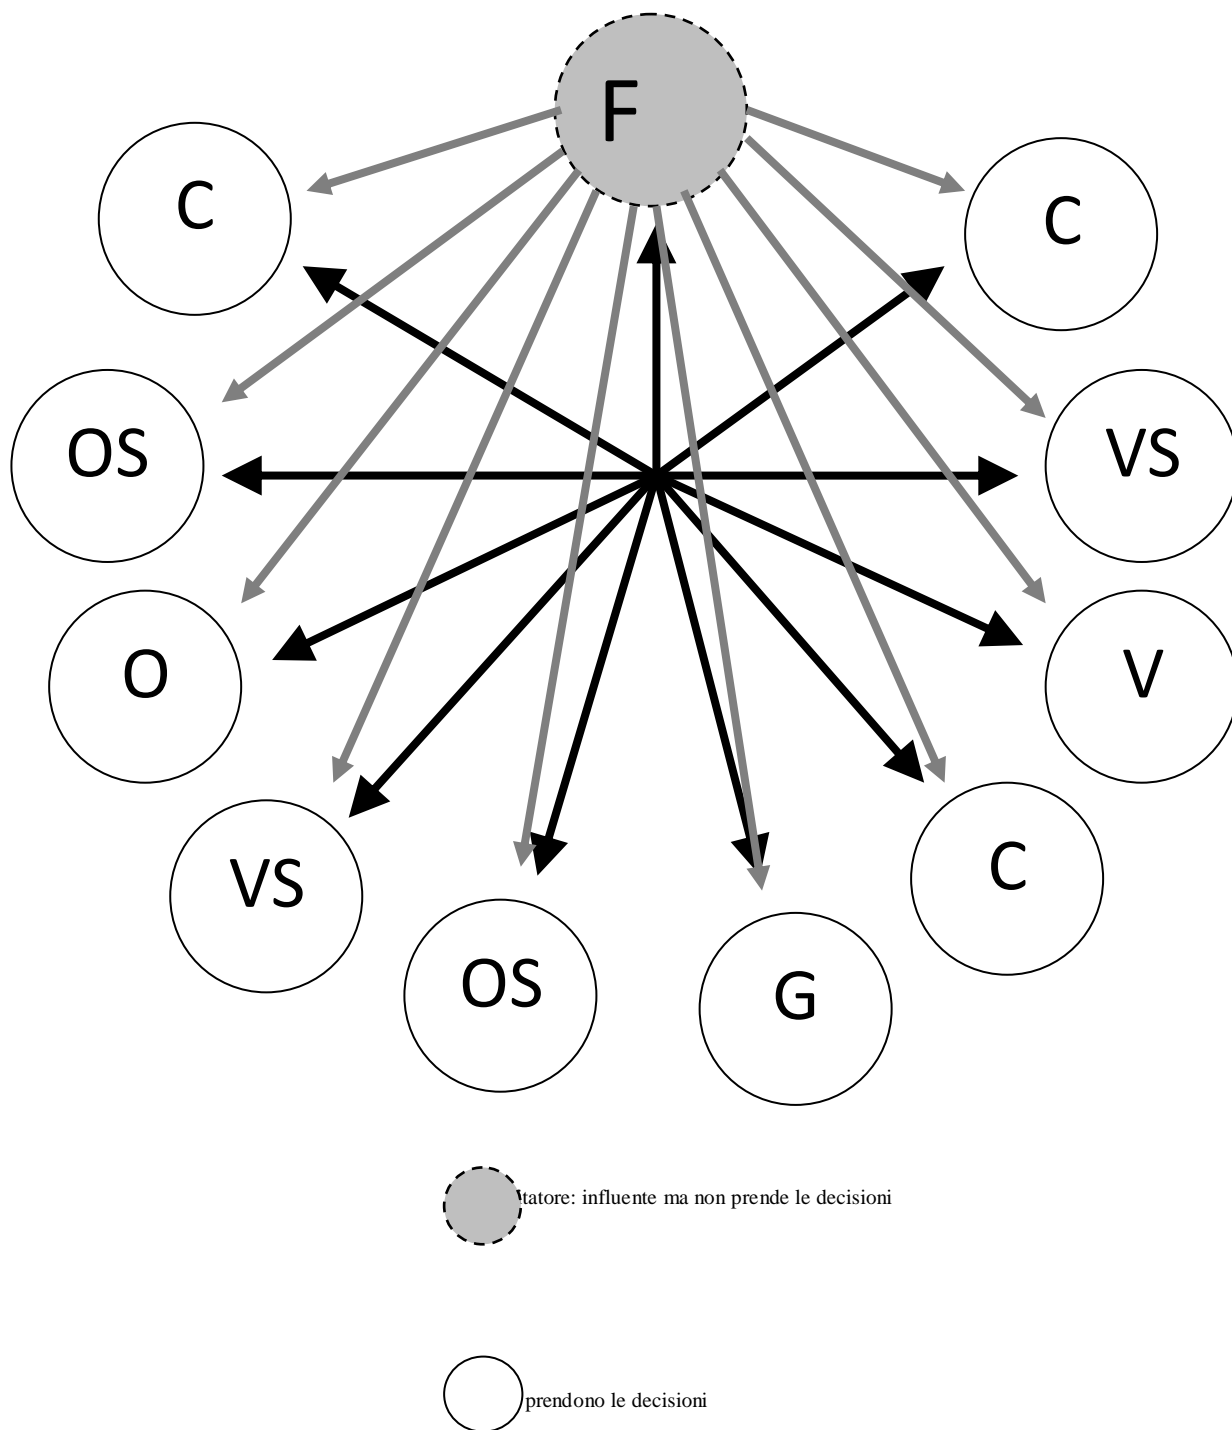 F
C
C
OS
VS
O
V
VS
C
OS
G
tatore: influente ma non prende le decisioni
prendono le decisioni